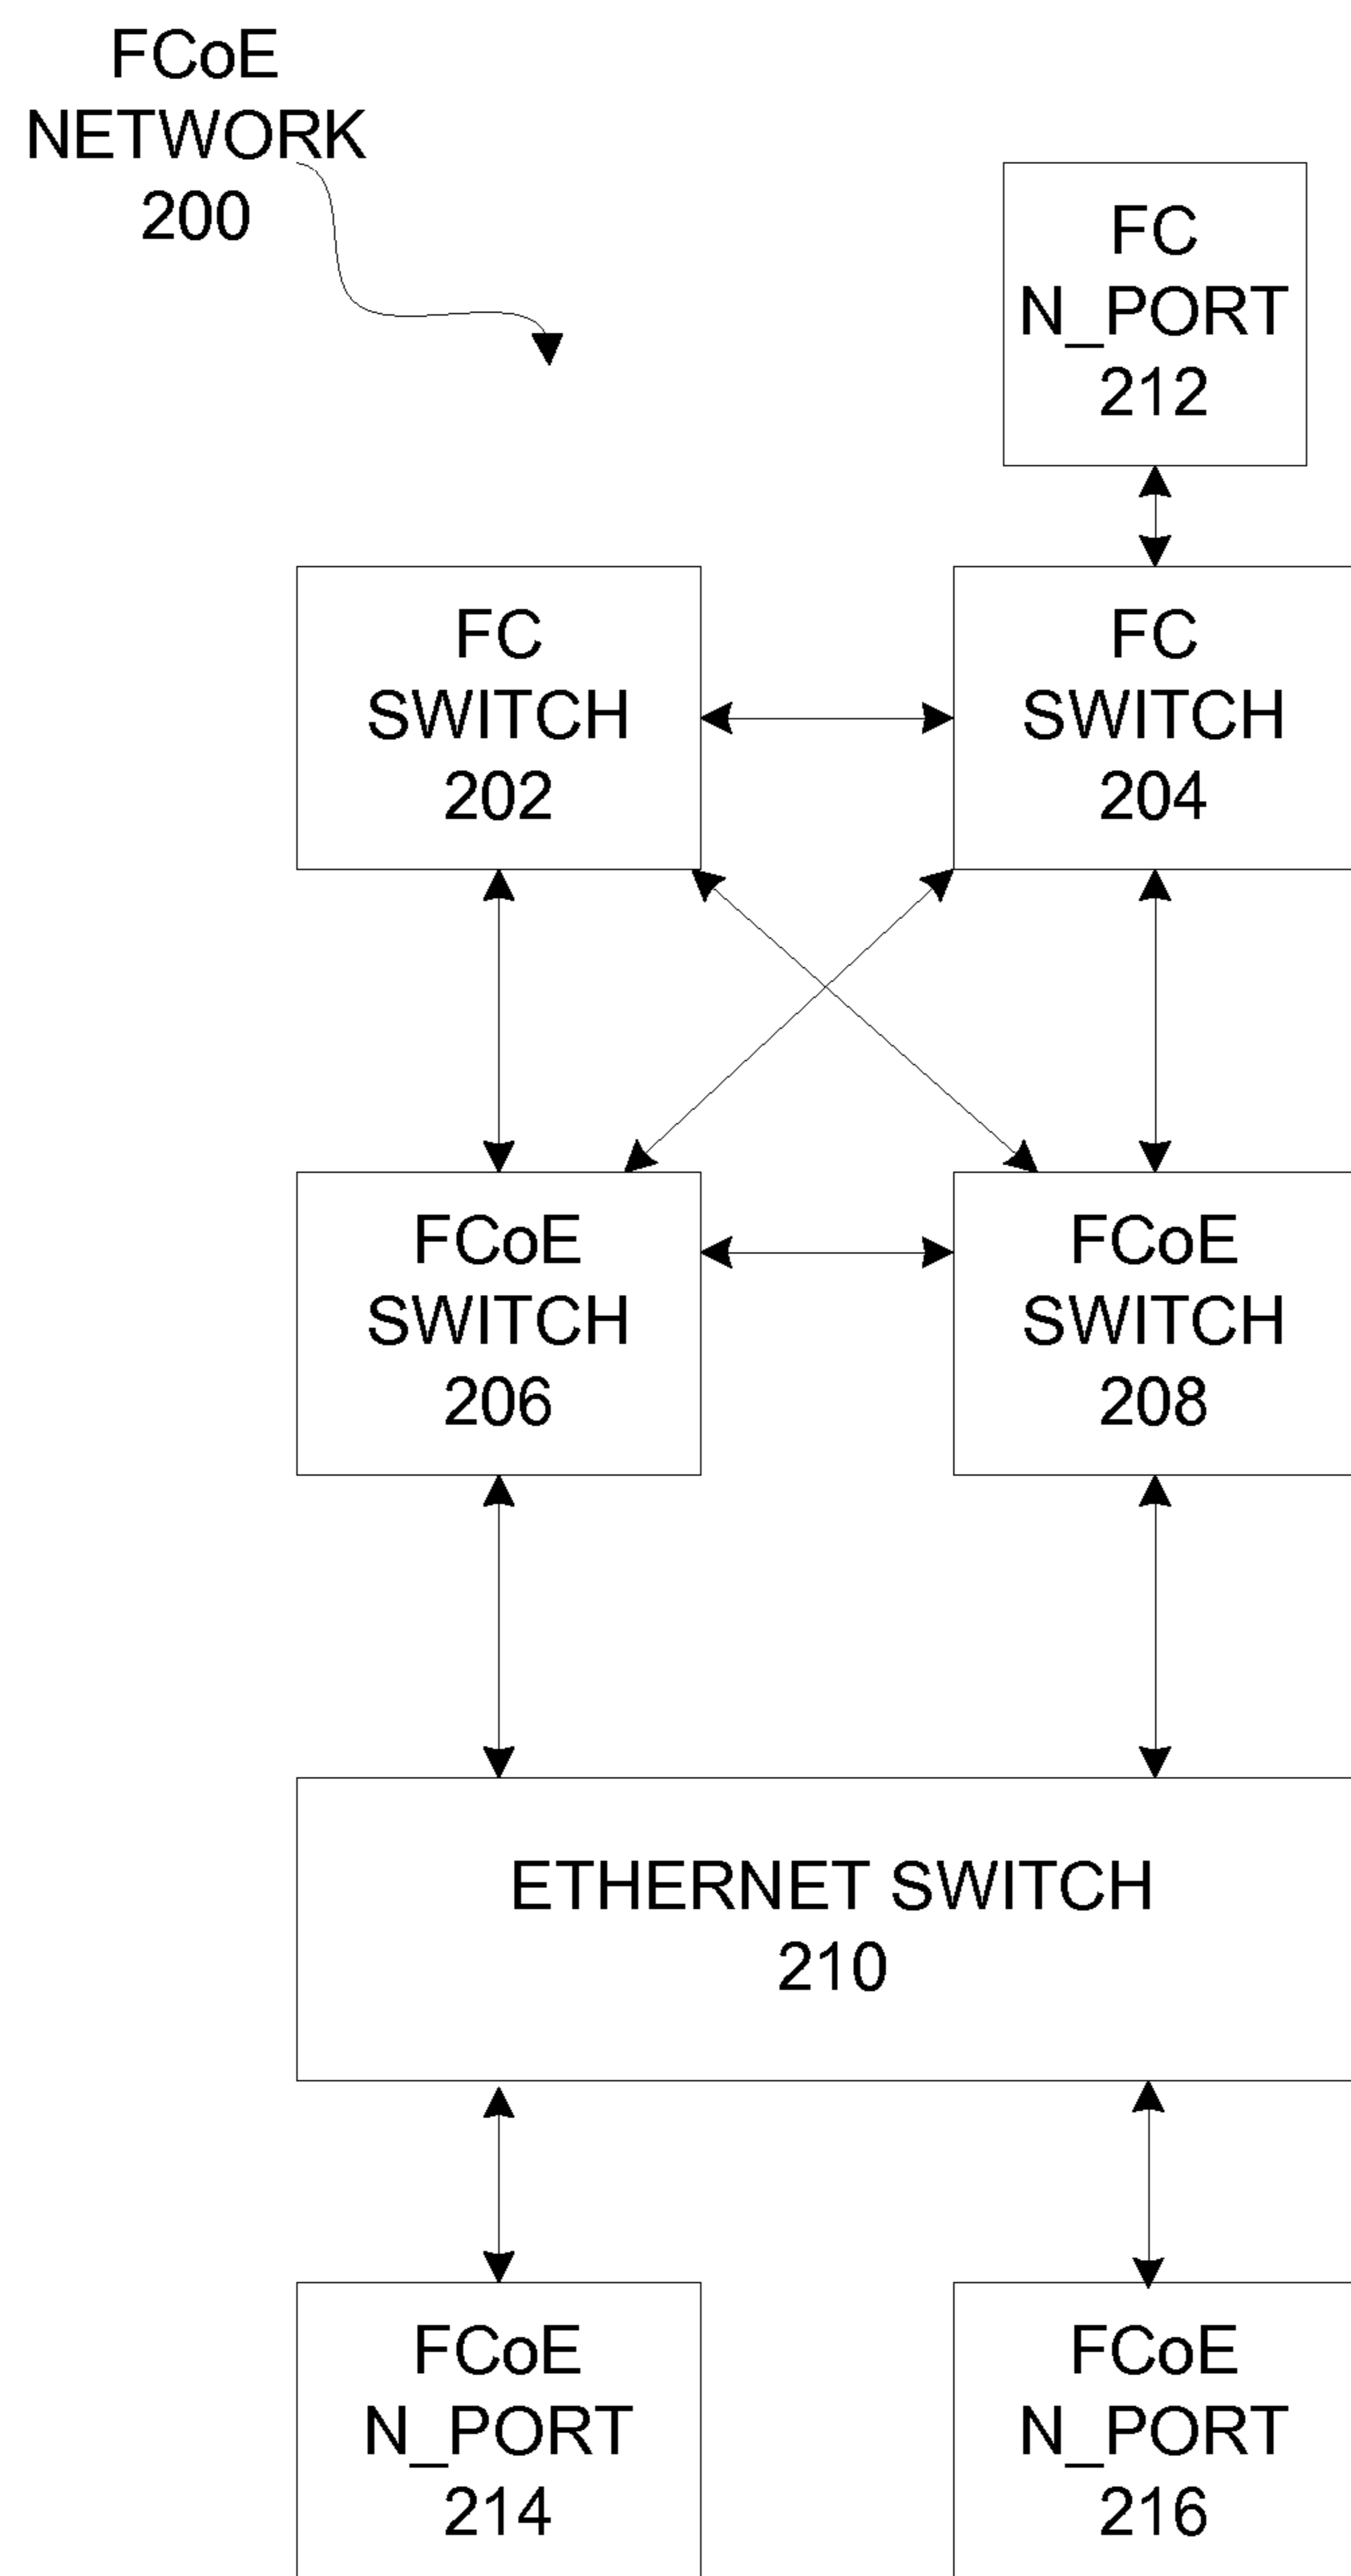 FCoE
NETWORK
200
FC
N_PORT
212
FC
SWITCH
202
FC
SWITCH
204
FCoE
SWITCH
206
FCoE
SWITCH
208
ETHERNET SWITCH
210
FCoE
N_PORT
214
FCoE
N_PORT
216